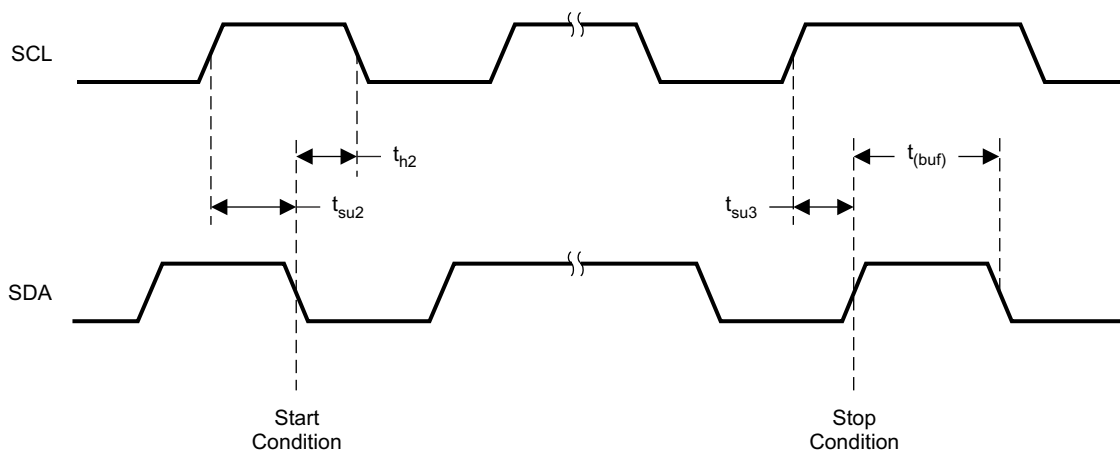 SCL
t_h2
t_(buf)
t_su2
t_su3
SDA
Start
Condition
Stop
Condition